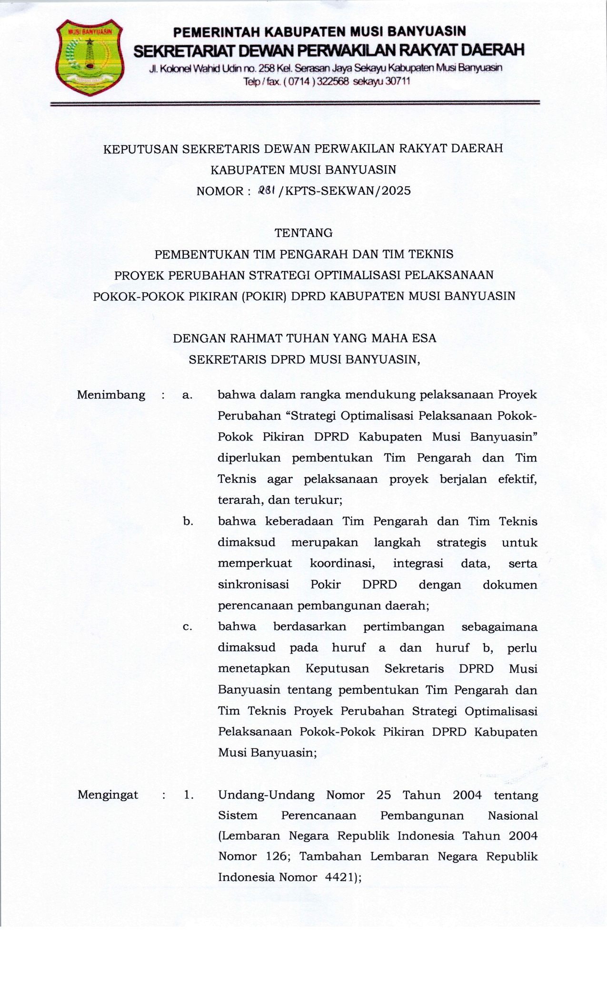 MUSI BANYUASIN
PEMERINTAH KABUPATEN MUSI BANYUASIN
SEKRETARIAT DEWAN PERWAKILAN RAKYAT DAERAH
Jl. Kolonel Wahid Udin no. 258 Kel. Serasan Jaya Sekayu Kabupaten Musi Banyuasin
Telp / fax. ( 0714 ) 322568 sekayu 30711
KEPUTUSAN SEKRETARIS DEWAN PERWAKILAN RAKYAT DAERAH
KABUPATEN MUSI BANYUASIN
NOMOR : 281 /KPTS-SEKWAN/2025
TENTANG
PEMBENTUKAN TIM PENGARAH DAN TIM TEKNIS
PROYEK PERUBAHAN STRATEGI OPTIMALISASI PELAKSANAAN
POKOK-POKOK PIKIRAN (POKIR) DPRD KABUPATEN MUSI BANYUASIN
DENGAN RAHMAT TUHAN YANG MAHA ESA
SEKRETARIS DPRD MUSI BANYUASIN,
Menimbang : a. bahwa dalam rangka mendukung pelaksanaan Proyek
Perubahan “Strategi Optimalisasi Pelaksanaan Pokok-
Pokok Pikiran DPRD Kabupaten Musi Banyuasin”
diperlukan pembentukan Tim Pengarah dan Tim
Teknis agar pelaksanaan proyek berjalan efektif,
terarah, dan terukur;
b. bahwa keberadaan Tim Pengarah dan Tim Teknis
dimaksud merupakan langkah strategis untuk
memperkuat koordinasi, integrasi data, serta
sinkronisasi Pokir DPRD dengan dokumen
perencanaan pembangunan daerah;
c. bahwa berdasarkan pertimbangan sebagaimana
dimaksud pada huruf a dan huruf b, perlu
menetapkan Keputusan Sekretaris DPRD Musi
Banyuasin tentang pembentukan Tim Pengarah dan
Tim Teknis Proyek Perubahan Strategi Optimalisasi
Pelaksanaan Pokok-Pokok Pikiran DPRD Kabupaten
Musi Banyuasin;
Mengingat : 1. Undang-Undang Nomor 25 Tahun 2004 tentang
Sistem Perencanaan Pembangunan Nasional
(Lembaran Negara Republik Indonesia Tahun 2004
Nomor 126; Tambahan Lembaran Negara Republik
Indonesia Nomor 4421);